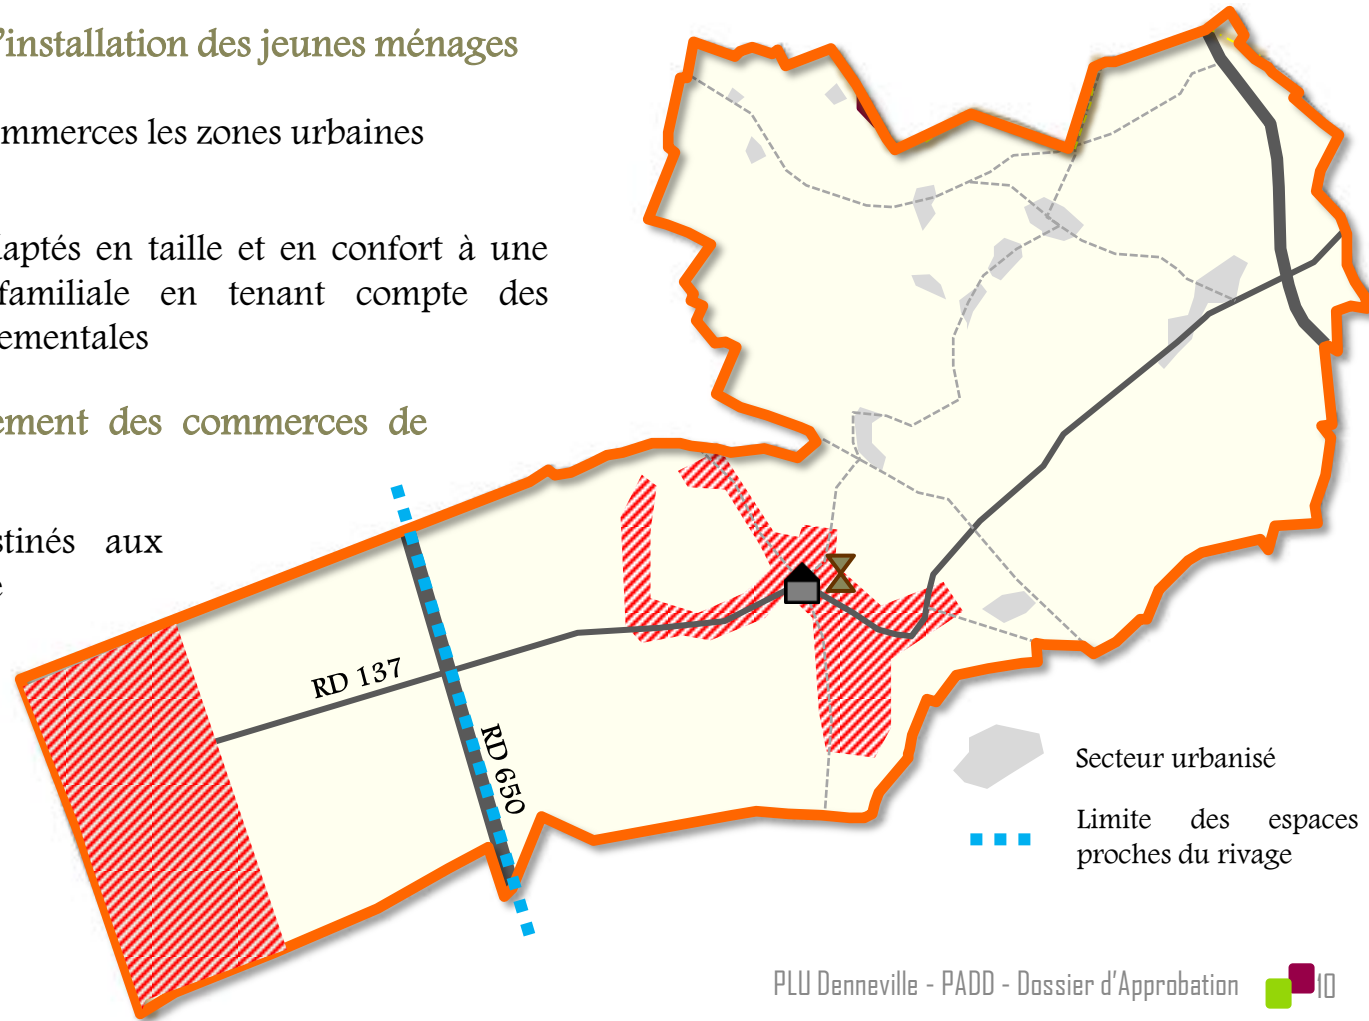 'installation des jeunes ménages
mmerces les zones urbaines
laptés en taille et en confort à une
familiale en tenant compte des
ementales
ement des commerces de
stinés aux
e
RD 137
RD 650
Secteur urbanisé
Limite des espaces
proches du rivage
PLU Denneville - PADD - Dossier d'Approbation
10